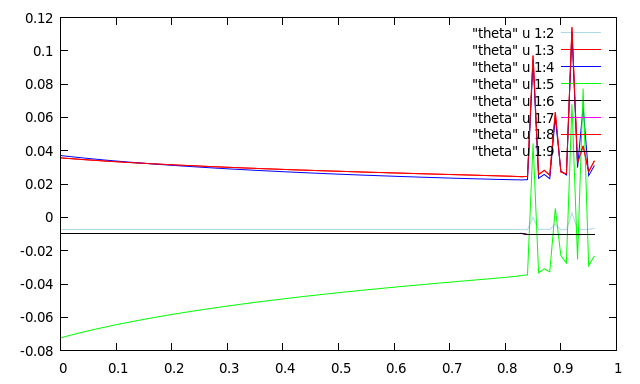 0.12
0.1
0.08
0.06
0.04
0.02
0
-0.02
-0.04
-0.06
-0.08
0 0.1 0.2 0.3 0.4 0.5 0.6 0.7 0.8 0.9 1
"theta" u 1:2
"theta" u 1:3
"theta" u 1:4
"theta" u 1:5
"theta" u 1:6
"theta" u 1:7
"theta" u 1:8
"theta" u 1:9